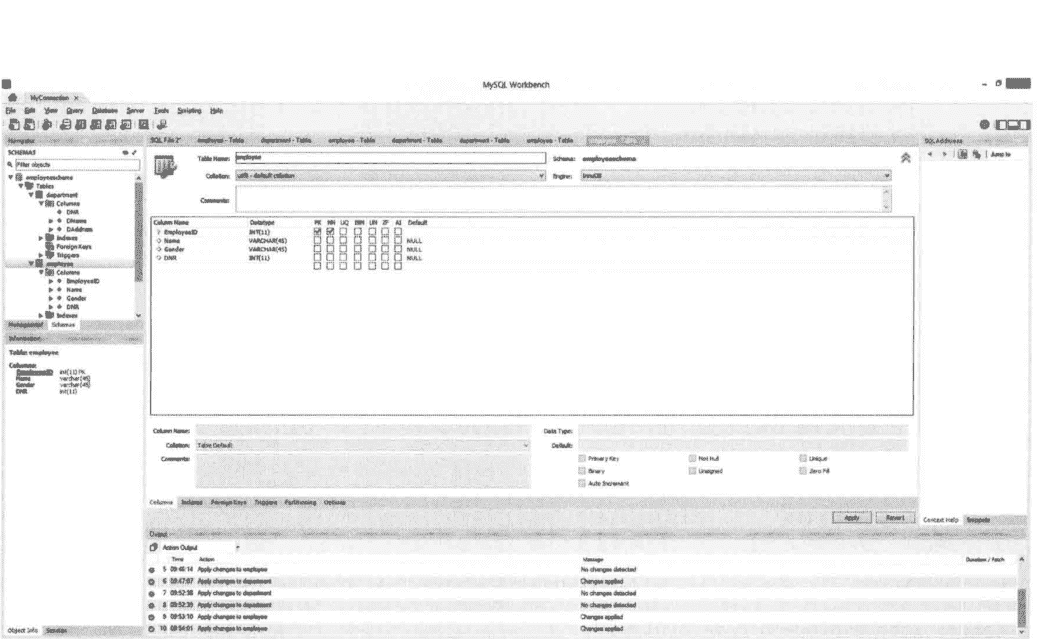 MySQL Workbench
MyConnection ×
File Edit View Query Database Server Tools Scripting Help
Navigator
SQL File 2* employee - Table department - Table employee - Table department - Table department - Table employee - Table
SQLAdditions
SCHEMAS
Filter objects
employeeschema
Tables
department
Columns
DNR
DName
DAddress
Indexes
Foreign Keys
Triggers
employee
Columns
EmployeeID
Name
Gender
DNR
Indexes
Management Schemas
Information
Table: employee
Columns:
EmployeeID int(11) PK
Name varchar(45)
Gender varchar(45)
DNR int(11)
Object Info Session
Table Name: employee Schema: employeeschema
Collation: utf8 - default collation Engine: InnoDB
Comments:
Column Name Datatype PK NN UQ BIN UN ZF AI Default
EmployeeID INT(11)
Name VARCHAR(45) NULL
Gender VARCHAR(45) NULL
DNR INT(11) NULL
Column Name: Data Type:
Collation: Table Default Default:
Comments: Primary Key Not Null Unique
Binary Unsigned Zero Fill
Auto Increment
Columns Indexes Foreign Keys Triggers Partitioning Options
Apply Revert
Jump to
Context Help Snippets
Output
Action Output
Time Action Message Duration / Fetch
5 09:46:14 Apply changes to employee No changes detected
6 09:47:07 Apply changes to department Changes applied
7 09:52:38 Apply changes to department No changes detected
8 09:52:39 Apply changes to department No changes detected
9 09:53:10 Apply changes to employee Changes applied
10 09:54:01 Apply changes to employee Changes applied